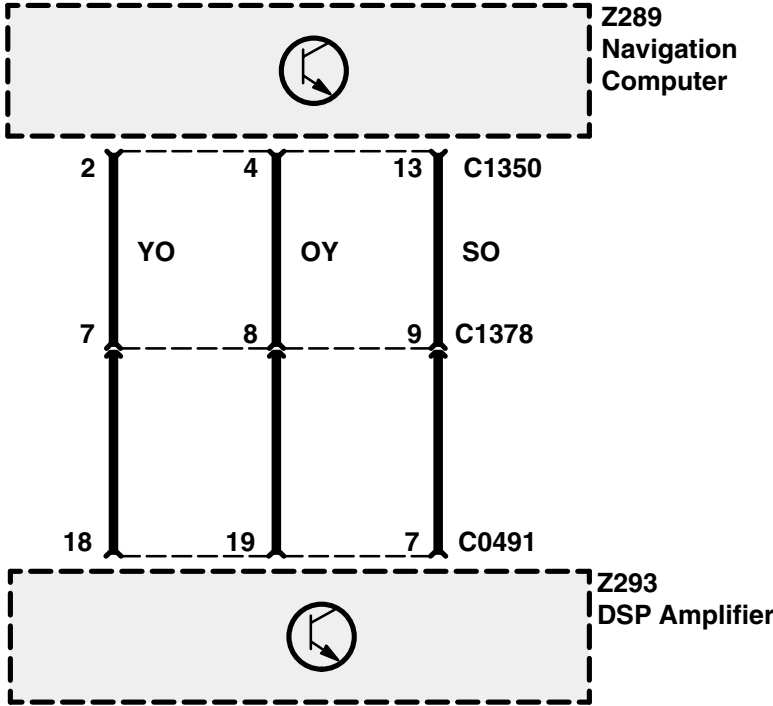 Z289
Navigation
Computer
2 4 13 C1350
YO OY SO
7 8 9 C1378
18 19 7 C0491
Z293
DSP Amplifier